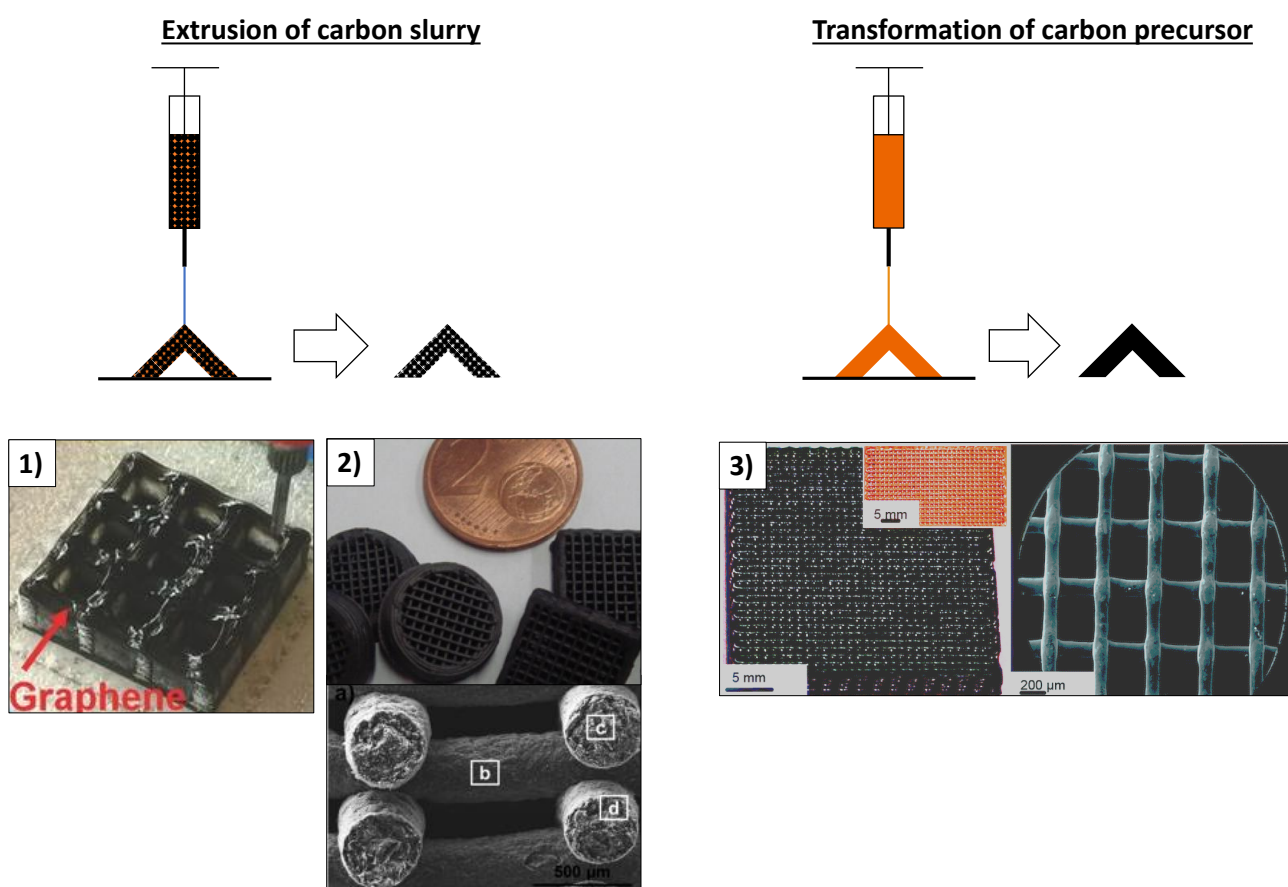 Extrusion of carbon slurry
Transformation of carbon precursor
1)
Graphene
2)
2
a)
c
b
d
500 µm
3)
5 mm
5 mm
200 µm